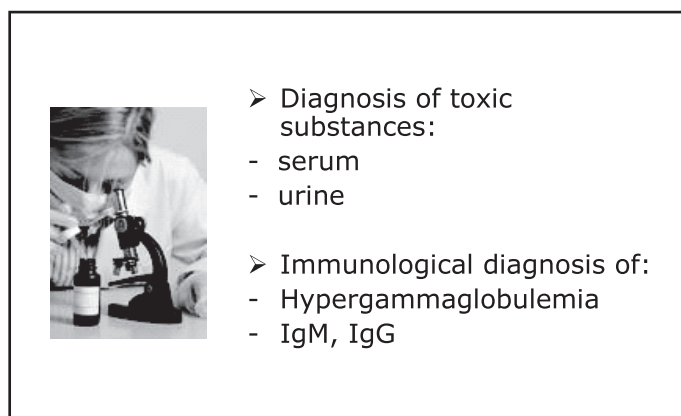 ➢ Diagnosis of toxic
substances:
- serum
- urine
➢ Immunological diagnosis of:
- Hypergammaglobulemia
- IgM, IgG